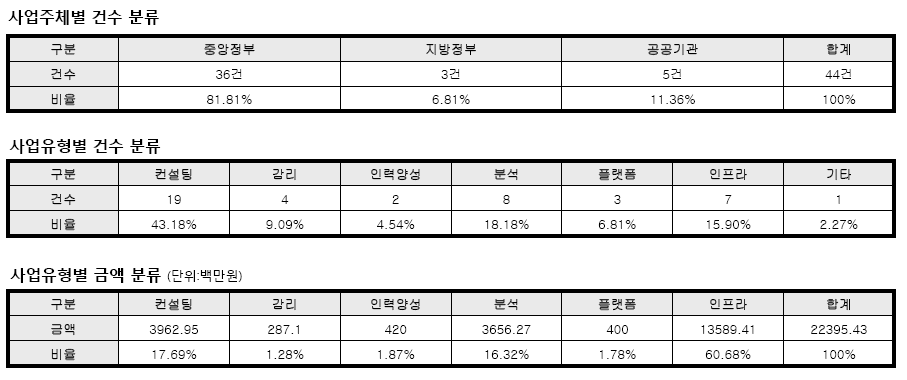 사업주체별 건수 분류
구분 중앙정부 지방정부 공공기관 합계
건수 36건 3건 5건 44건
비율 81.81% 6.81% 11.36% 100%
사업유형별 건수 분류
구분 컨설팅 감리 인력양성 분석 플랫폼 인프라 기타
건수 19 4 2 8 3 7 1
비율 43.18% 9.09% 4.54% 18.18% 6.81% 15.90% 2.27%
사업유형별 금액 분류 (단위:백만원)
구분 컨설팅 감리 인력양성 분석 플랫폼 인프라 합계
금액 3962.95 287.1 420 3656.27 400 13589.41 22395.43
비율 17.69% 1.28% 1.87% 16.32% 1.78% 60.68% 100%